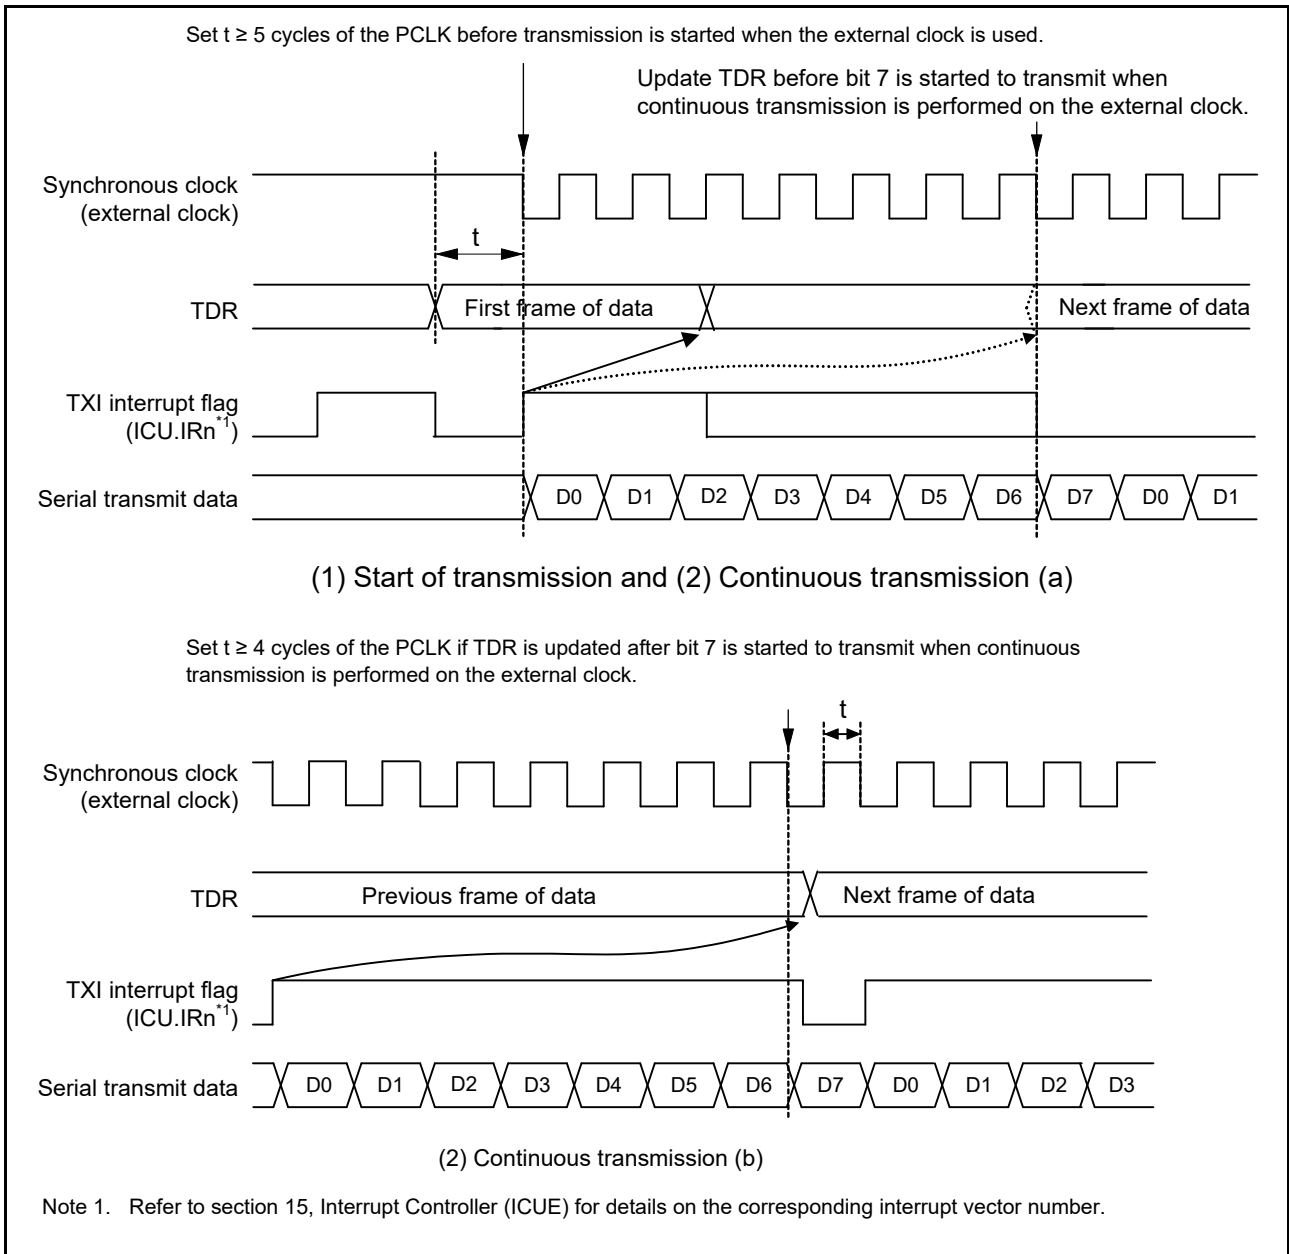 Set t ≥ 5 cycles of the PCLK before transmission is started when the external clock is used.
Update TDR before bit 7 is started to transmit when
continuous transmission is performed on the external clock.
Synchronous clock
(external clock)
t
TDR
First frame of data
Next frame of data
TXI interrupt flag
(ICU.IRn*1)
Serial transmit data
D0 D1 D2 D3 D4 D5 D6 D7 D0 D1
(1) Start of transmission and (2) Continuous transmission (a)
Set t ≥ 4 cycles of the PCLK if TDR is updated after bit 7 is started to transmit when continuous
transmission is performed on the external clock.
t
Synchronous clock
(external clock)
TDR
Previous frame of data
Next frame of data
TXI interrupt flag
(ICU.IRn*1)
Serial transmit data
D0 D1 D2 D3 D4 D5 D6 D7 D0 D1 D2 D3
(2) Continuous transmission (b)
Note 1. Refer to section 15, Interrupt Controller (ICUE) for details on the corresponding interrupt vector number.